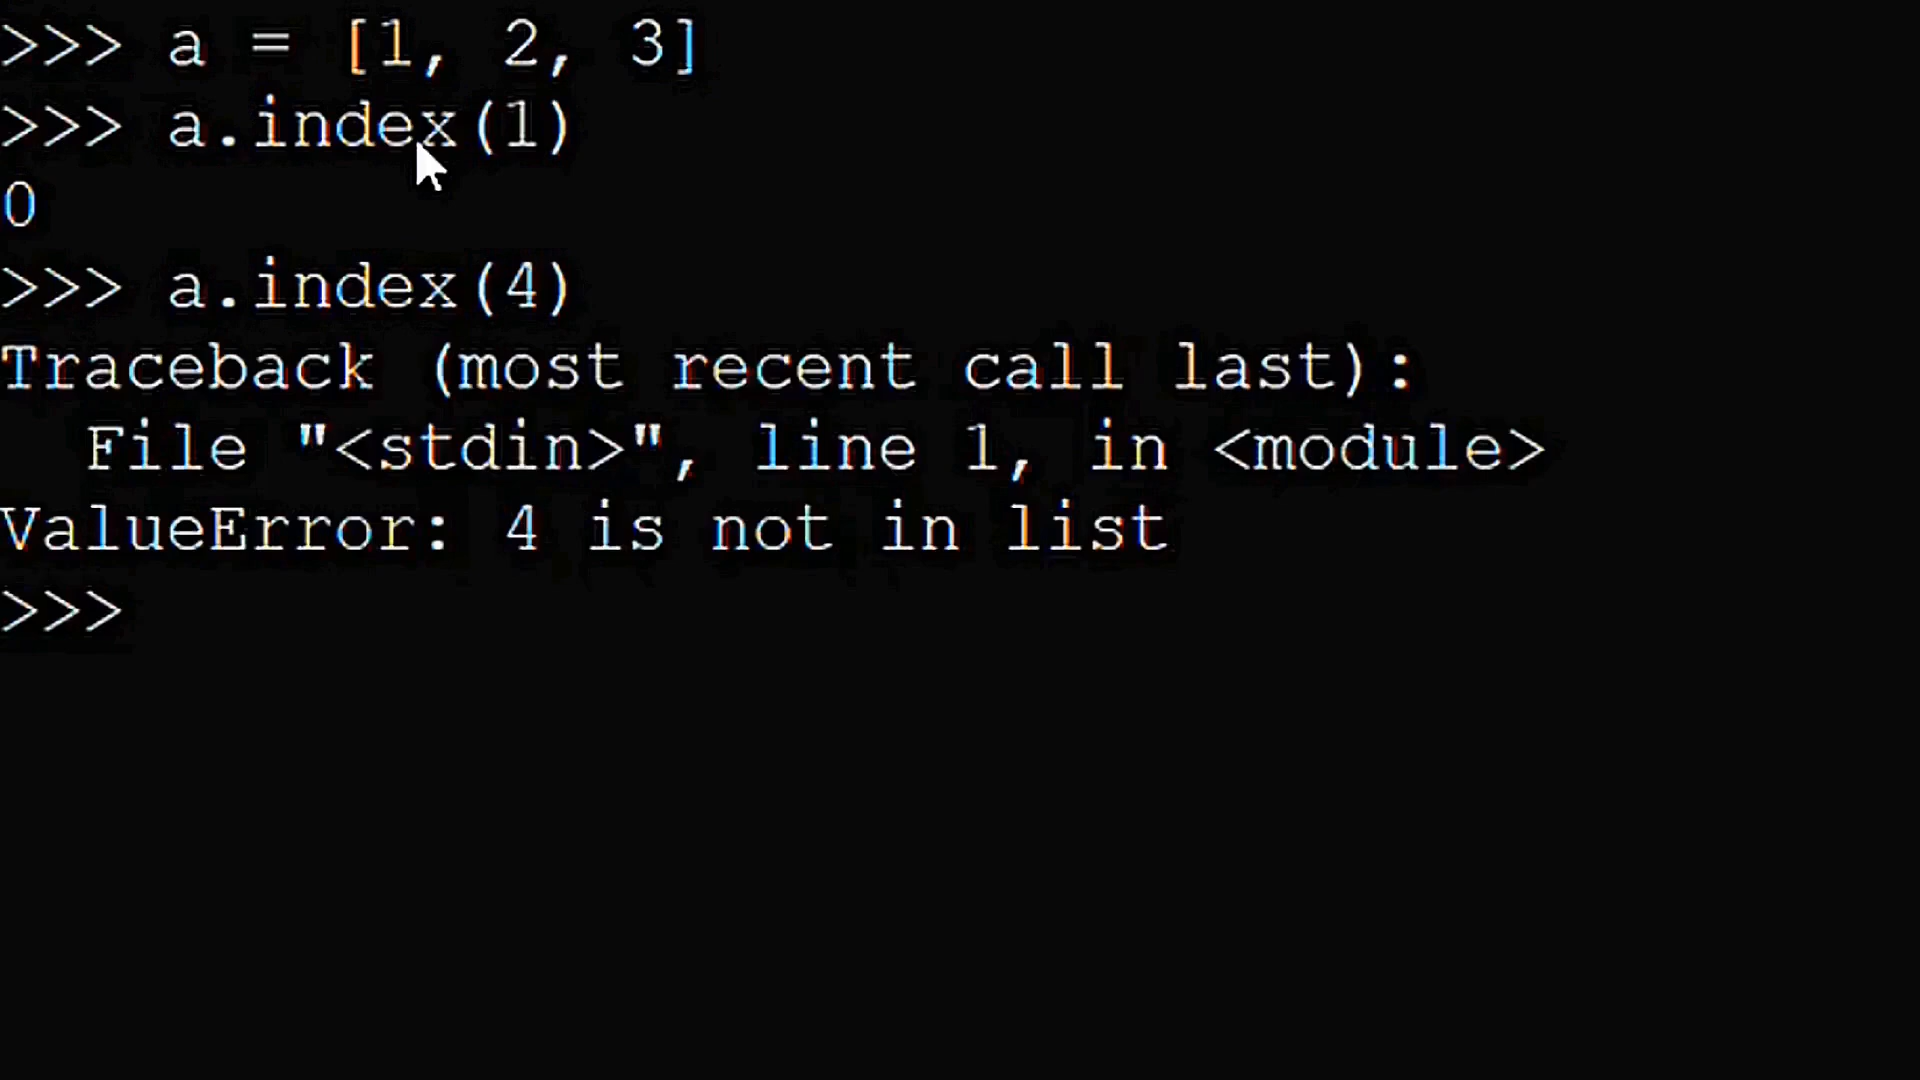 >>> a = [1, 2, 3]
>>> a.index(1)
0
>>> a.index(4)
Traceback (most recent call last):
  File "<stdin>", line 1, in <module>
ValueError: 4 is not in list
>>>